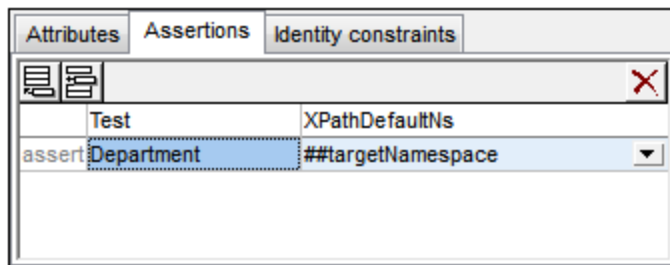 Attributes Assertions Identity constraints
Test XPathDefaultNs
assert Department ##targetNamespace